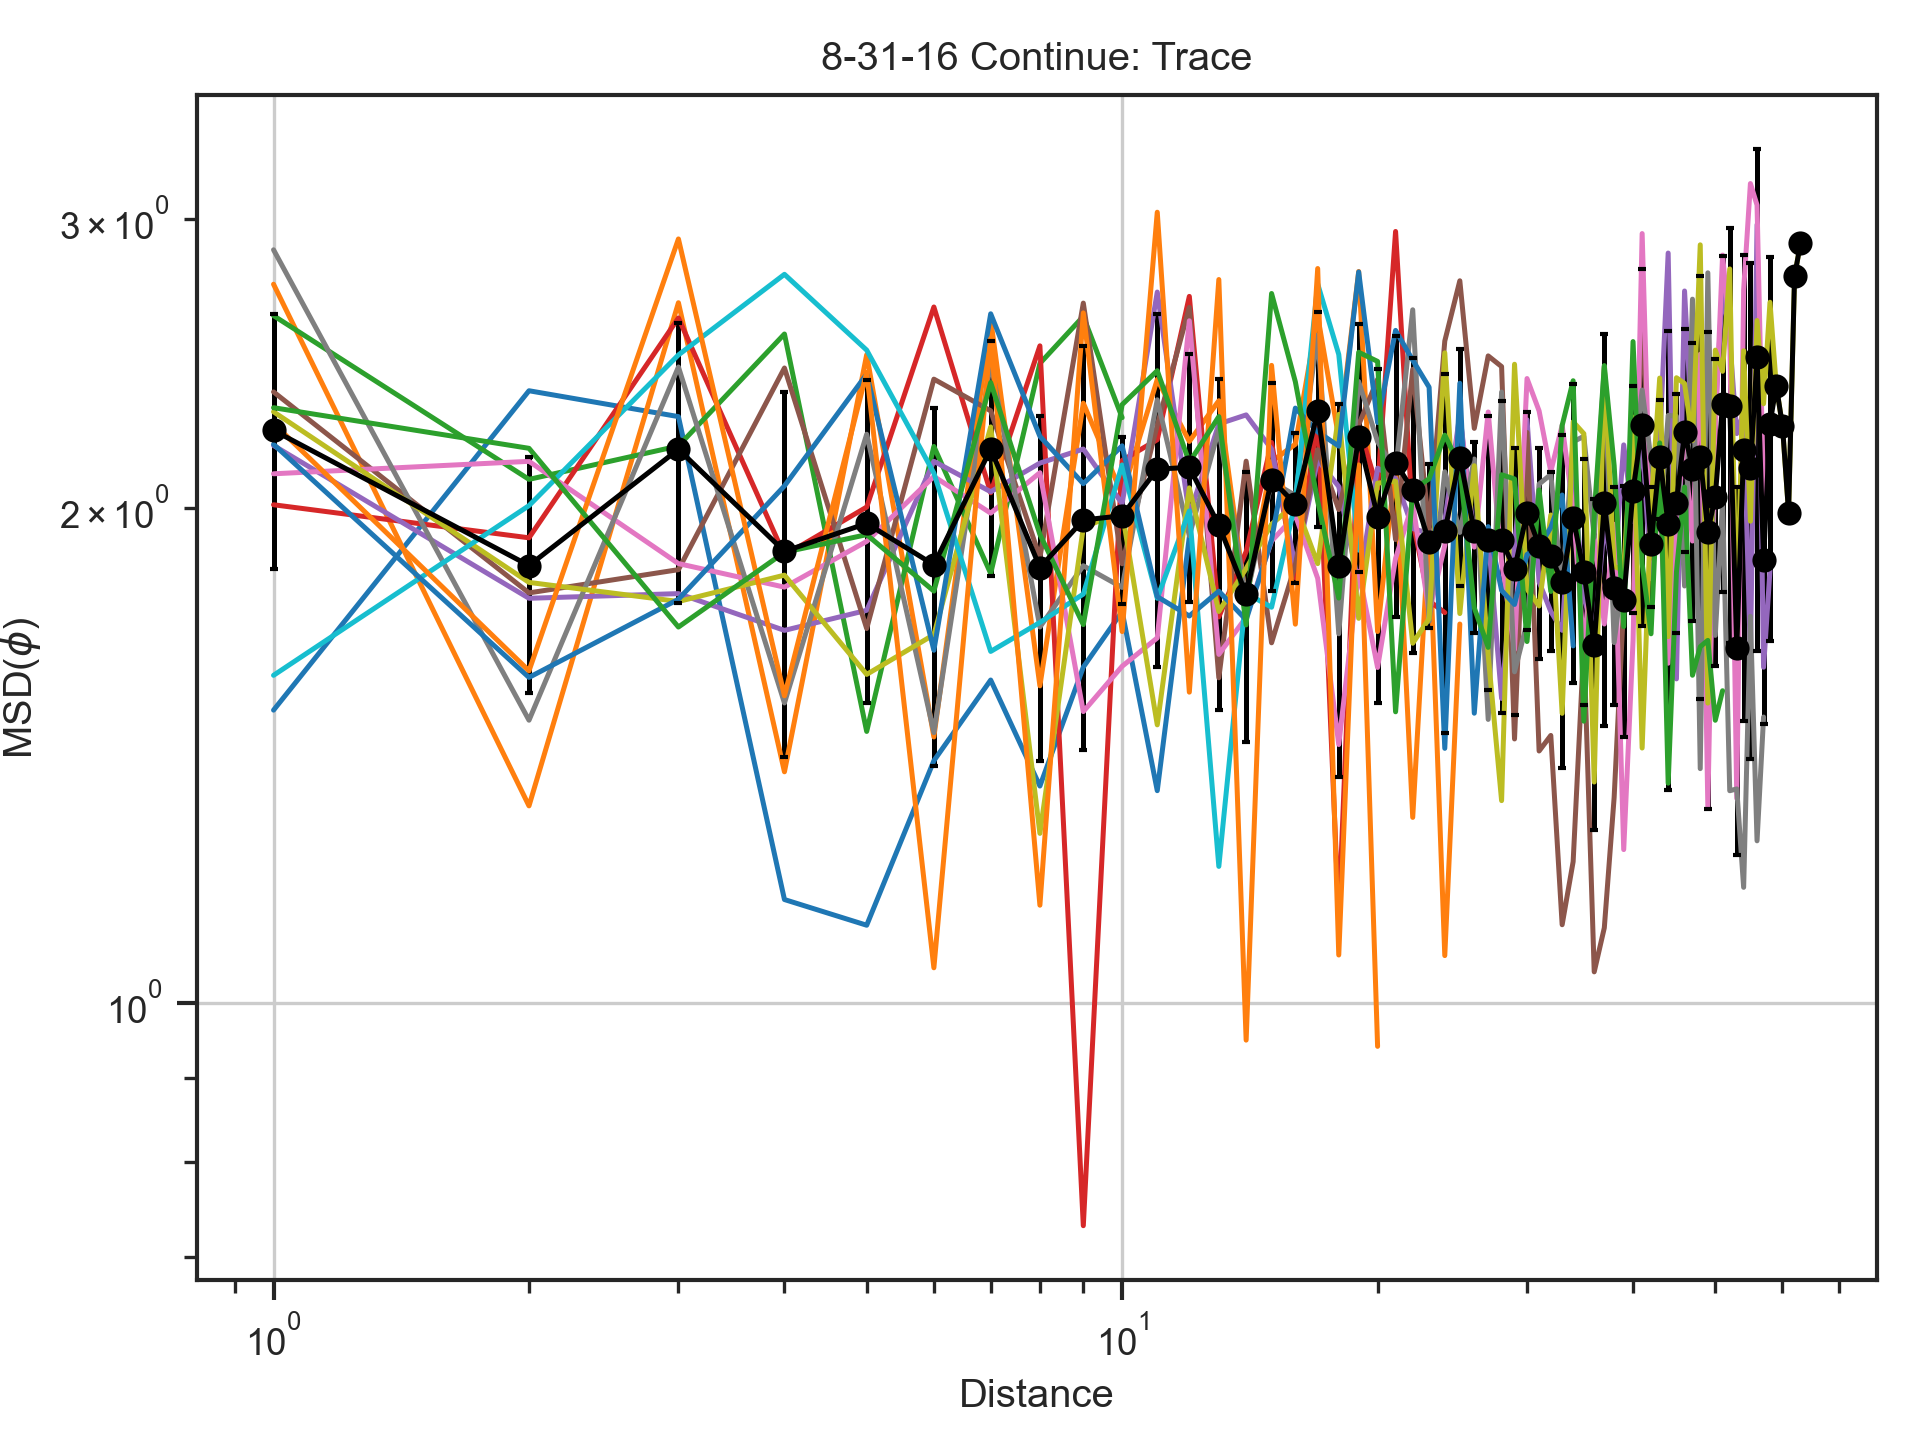 8-31-16 Continue: Trace
MSD(ϕ)
3 × 10⁰
2 × 10⁰
10⁰
10⁰
10¹
Distance